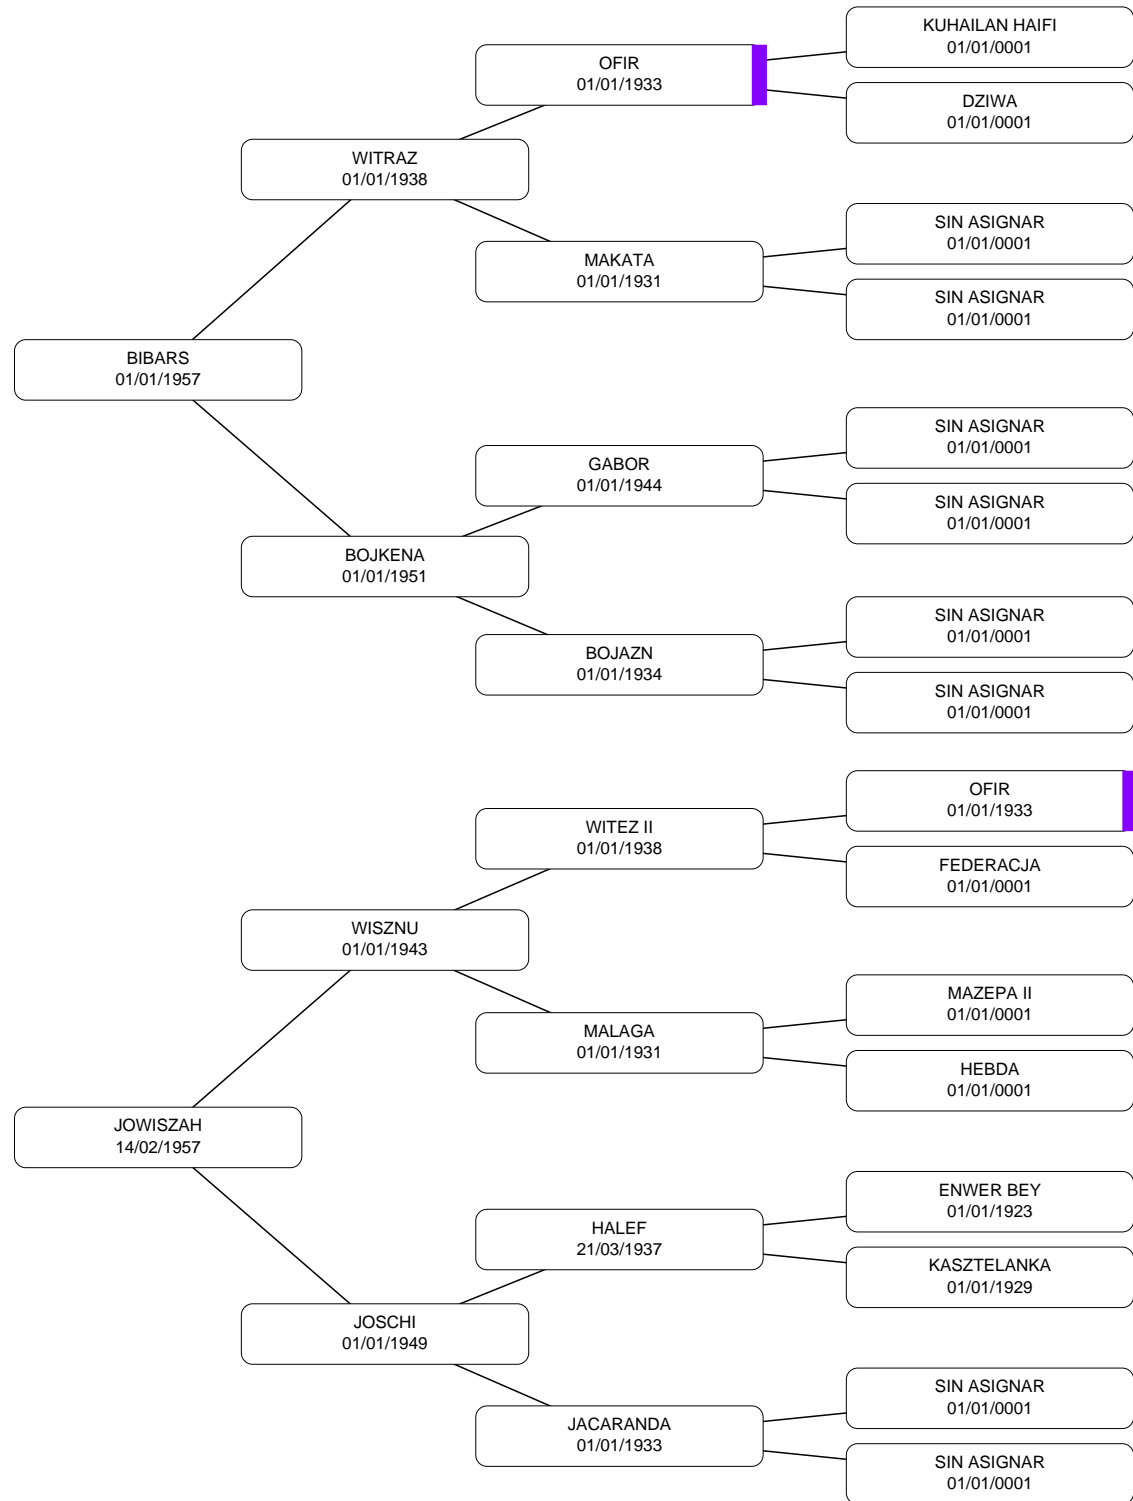 KUHAILAN HAIFI
01/01/0001
OFIR
01/01/1933
DZIWA
01/01/0001
WITRAZ
01/01/1938
SIN ASIGNAR
01/01/0001
MAKATA
01/01/1931
SIN ASIGNAR
01/01/0001
BIBARS
01/01/1957
SIN ASIGNAR
01/01/0001
GABOR
01/01/1944
SIN ASIGNAR
01/01/0001
BOJKENA
01/01/1951
SIN ASIGNAR
01/01/0001
BOJAZN
01/01/1934
SIN ASIGNAR
01/01/0001
OFIR
01/01/1933
WITEZ II
01/01/1938
FEDERACJA
01/01/0001
WISZNU
01/01/1943
MAZEPA II
01/01/0001
MALAGA
01/01/1931
HEBDA
01/01/0001
JOWISZAH
14/02/1957
ENWER BEY
01/01/1923
HALEF
21/03/1937
KASZTELANKA
01/01/1929
JOSCHI
01/01/1949
SIN ASIGNAR
01/01/0001
JACARANDA
01/01/1933
SIN ASIGNAR
01/01/0001